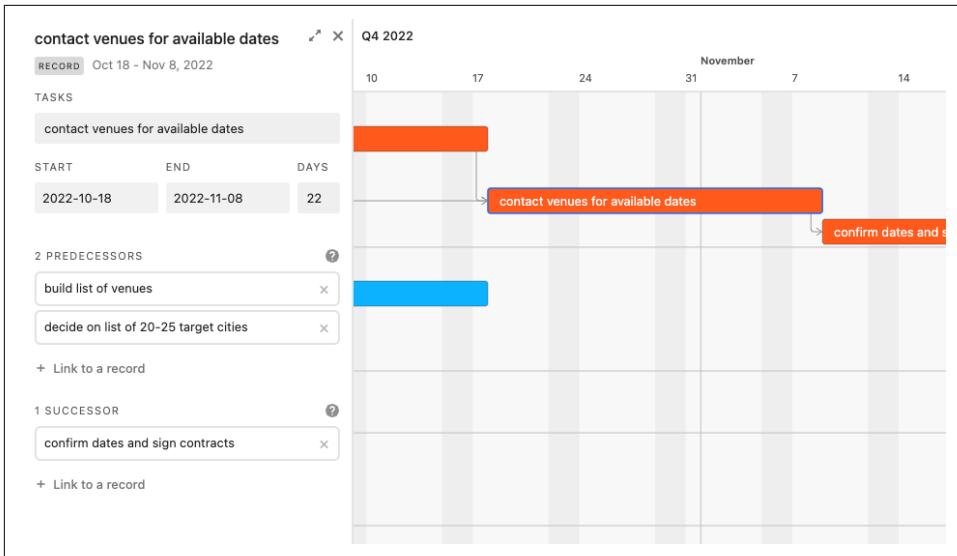 contact venues for available dates
RECORD Oct 18 - Nov 8, 2022
TASKS
contact venues for available dates
START END DAYS
2022-10-18 2022-11-08 22
2 PREDECESSORS
build list of venues
decide on list of 20-25 target cities
+ Link to a record
1 SUCCESSOR
confirm dates and sign contracts
+ Link to a record
Q4 2022
November
10 17 24 31 7 14
contact venues for available dates
confirm dates and s